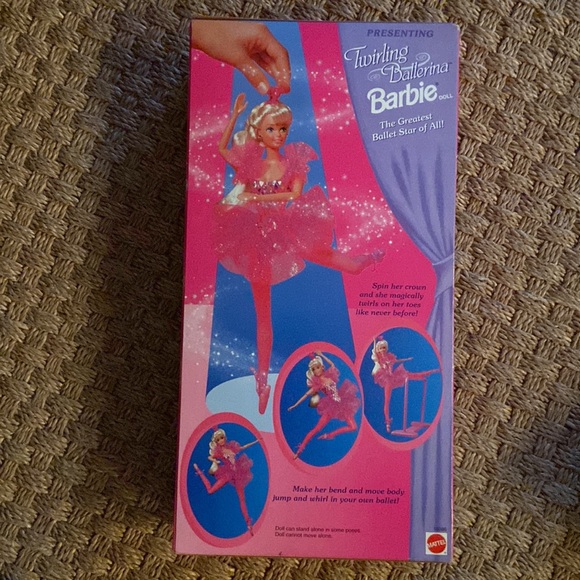 PRESENTING
Twirling
Ballerina™
Barbie DOLL
The Greatest
Ballet Star of All!
Spin her crown
and she magically
twirls on her toes
like never before!
Make her bend and move body
jump and whirl in your own ballet!
Doll can stand alone in some poses.
Doll cannot move alone.
MATTEL